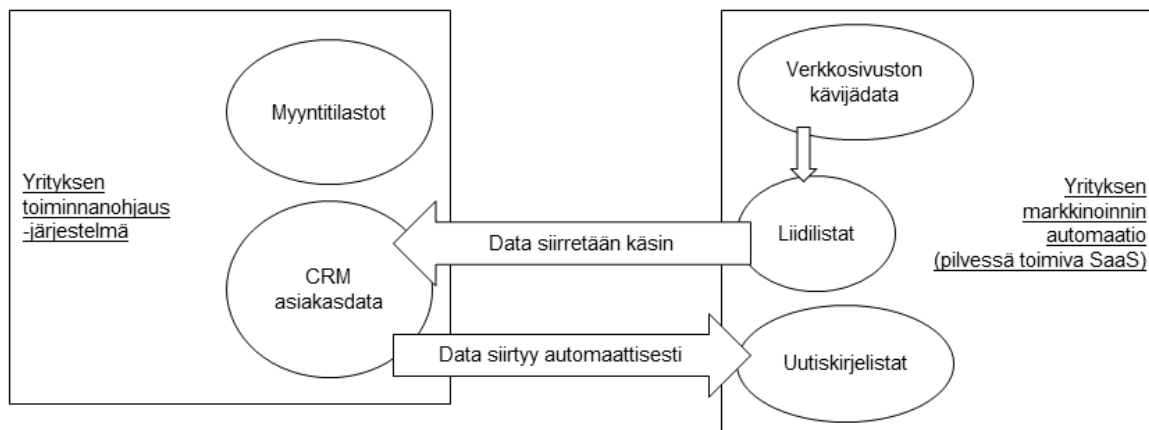 Myyntitilastot
Yrityksen
toiminnanohjaus
-järjestelmä
CRM
asiakasdata
Data siirretään käsin
Data siirtyy automaattisesti
Verkkosivuston
kävijädata
Liidilistat
Uutiskirjelistat
Yrityksen
markkinoinnin
automaatio
(pilvessä toimiva SaaS)